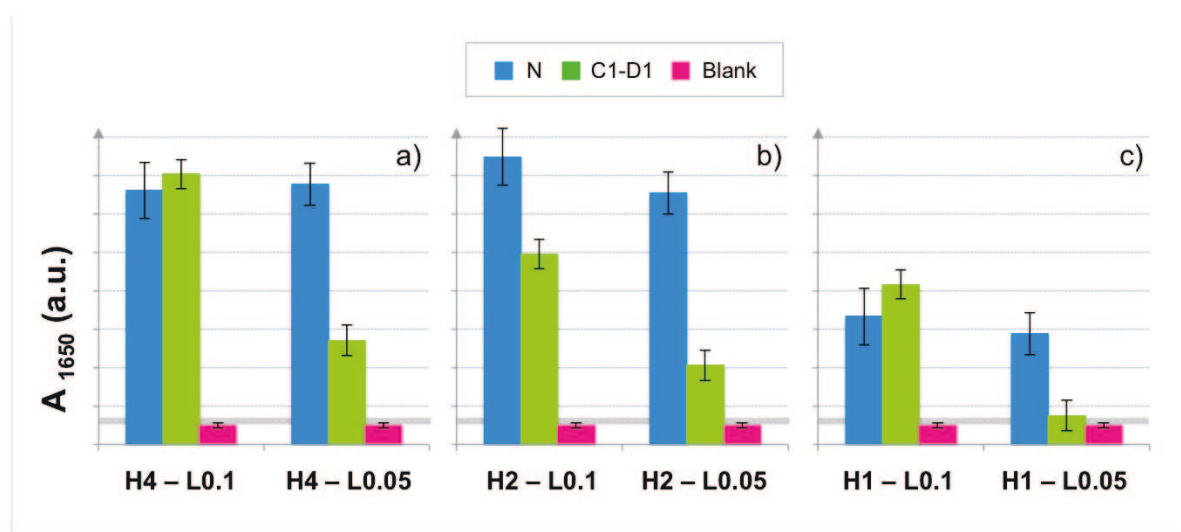 N C1-D1 Blank
a) b) c)
A 1650 (a.u.)
H4 – L0.1 H4 – L0.05 H2 – L0.1 H2 – L0.05 H1 – L0.1 H1 – L0.05